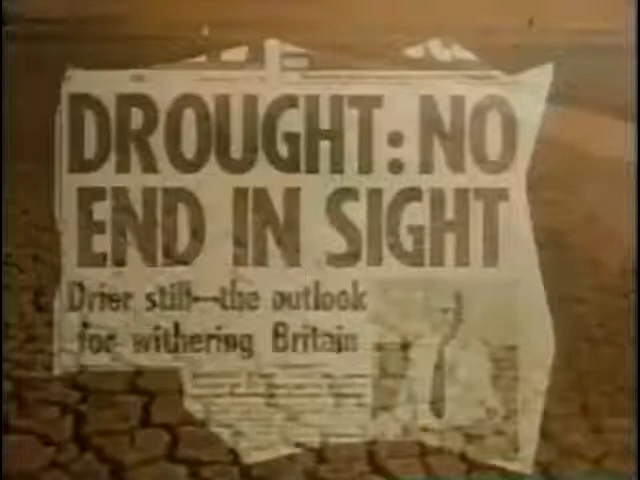 DROUGHT: NO
END IN SIGHT
Drier still—the outlook
for withering Britain